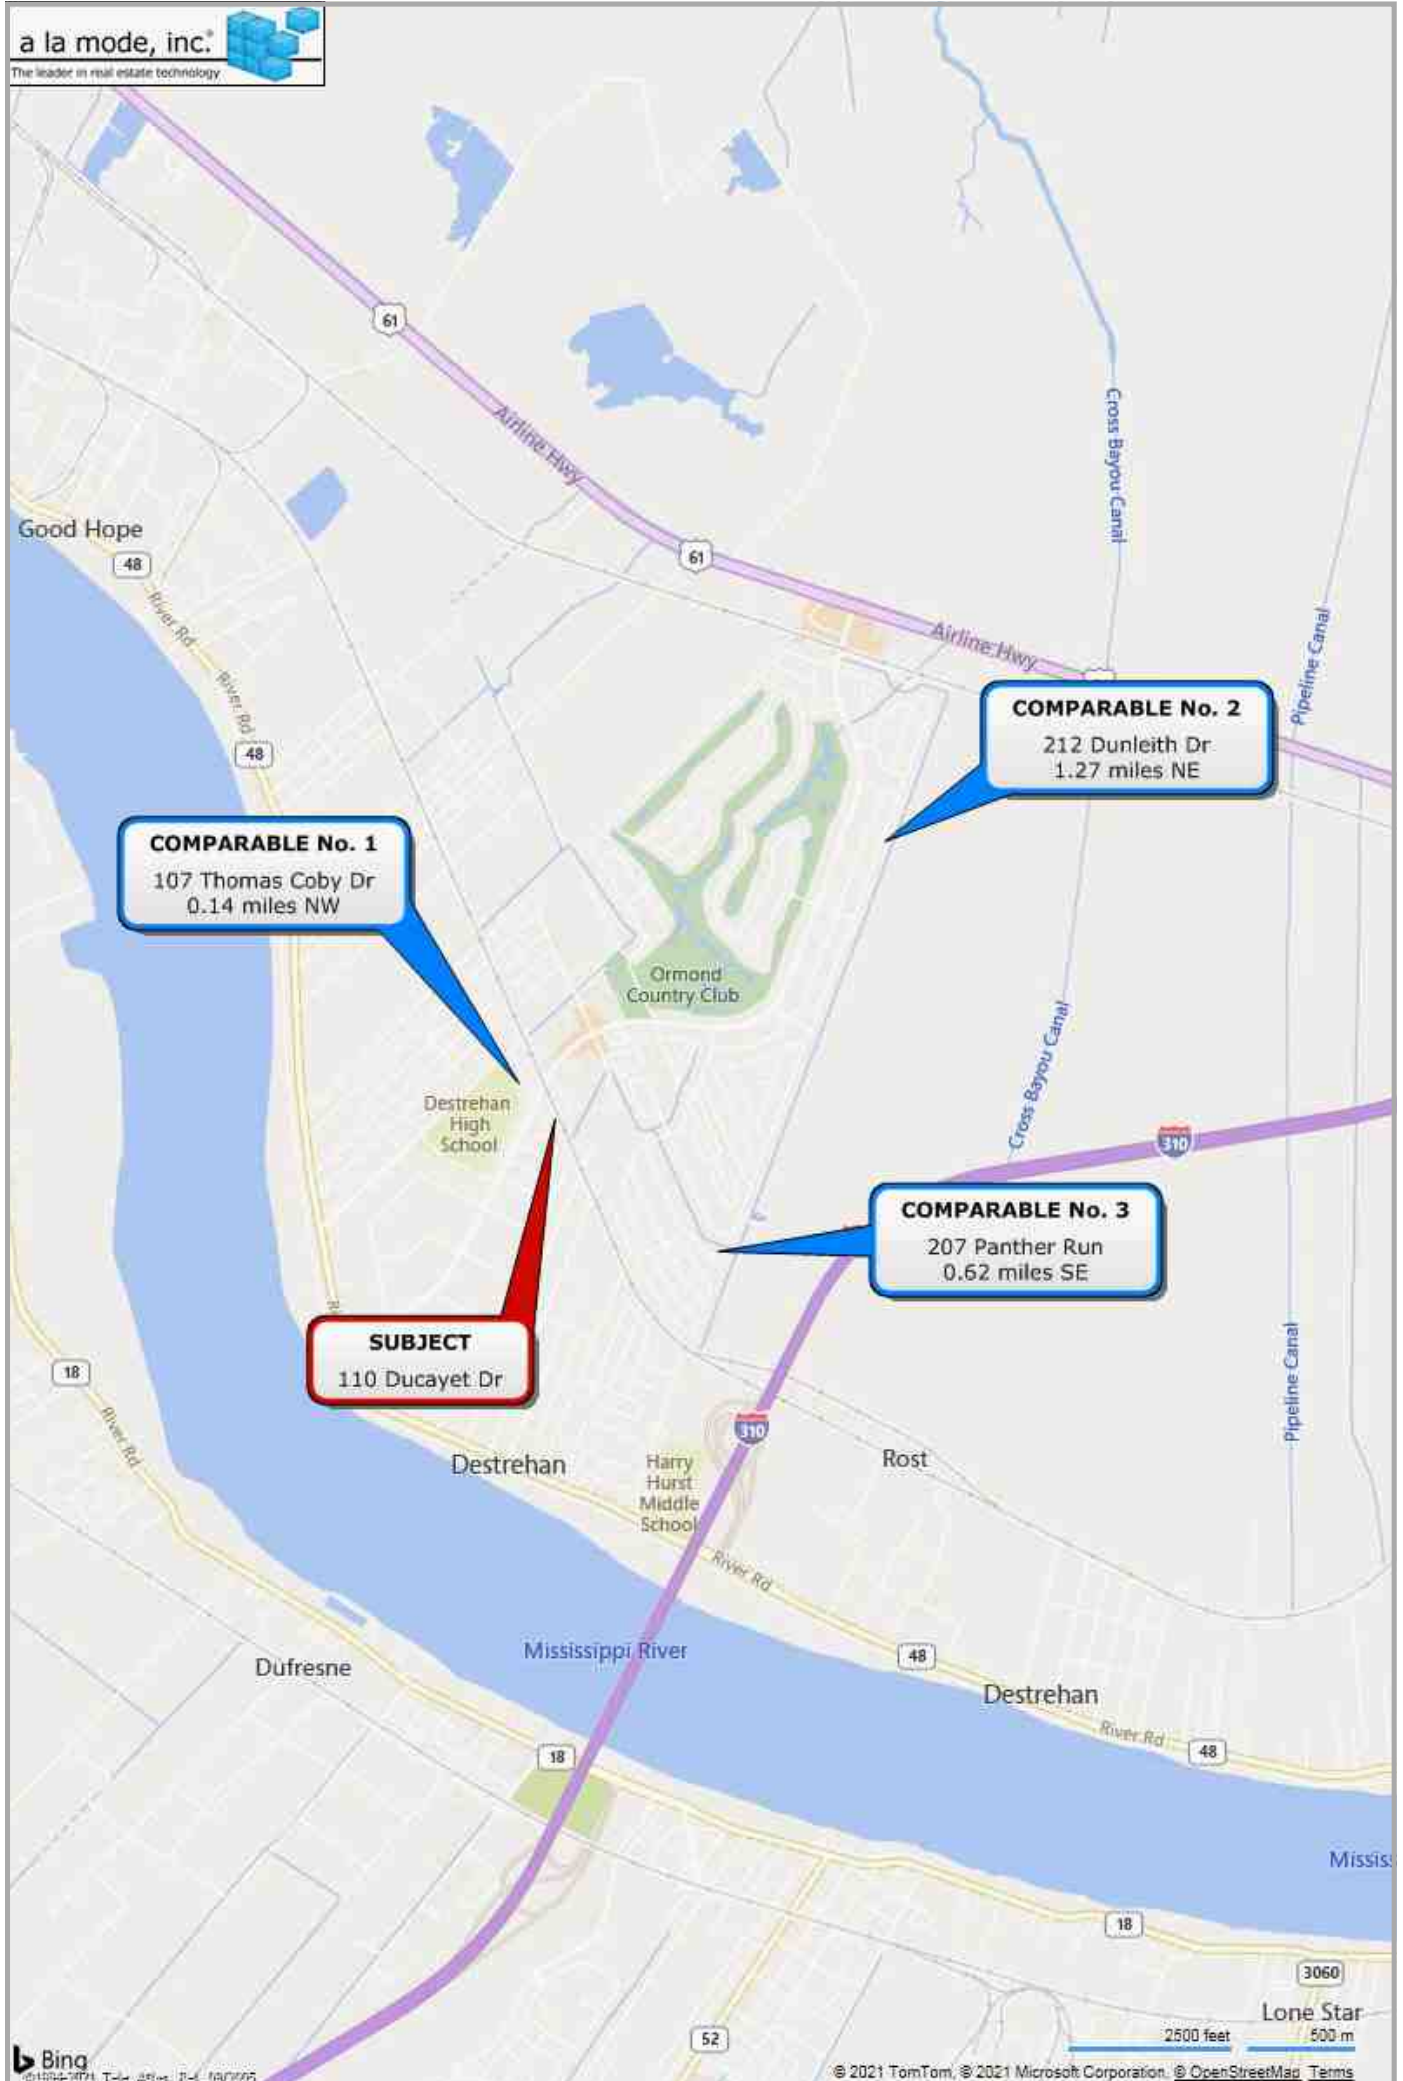 a la mode, inc.®
The leader in real estate technology
61
Airline Hwy
Cross Bayou Canal
Good Hope
48
61
River Rd
Airline Hwy
Pipeline Canal
River Rd
48
COMPARABLE No. 2
212 Dunleith Dr
1.27 miles NE
COMPARABLE No. 1
107 Thomas Coby Dr
0.14 miles NW
Ormond
Country Club
Cross Bayou Canal
Destrehan
High
School
310
COMPARABLE No. 3
207 Panther Run
0.62 miles SE
SUBJECT
110 Ducayet Dr
18
River Rd
Pipeline Canal
310
Destrehan
Harry
Hurst
Middle
School
Rost
River Rd
Mississippi River
48
Dufresne
Destrehan
River Rd
48
18
Missis
18
3060
Lone Star
2500 feet
500 m
52
Bing
© 2021 TomTom, © 2021 Microsoft Corporation, © OpenStreetMap Terms